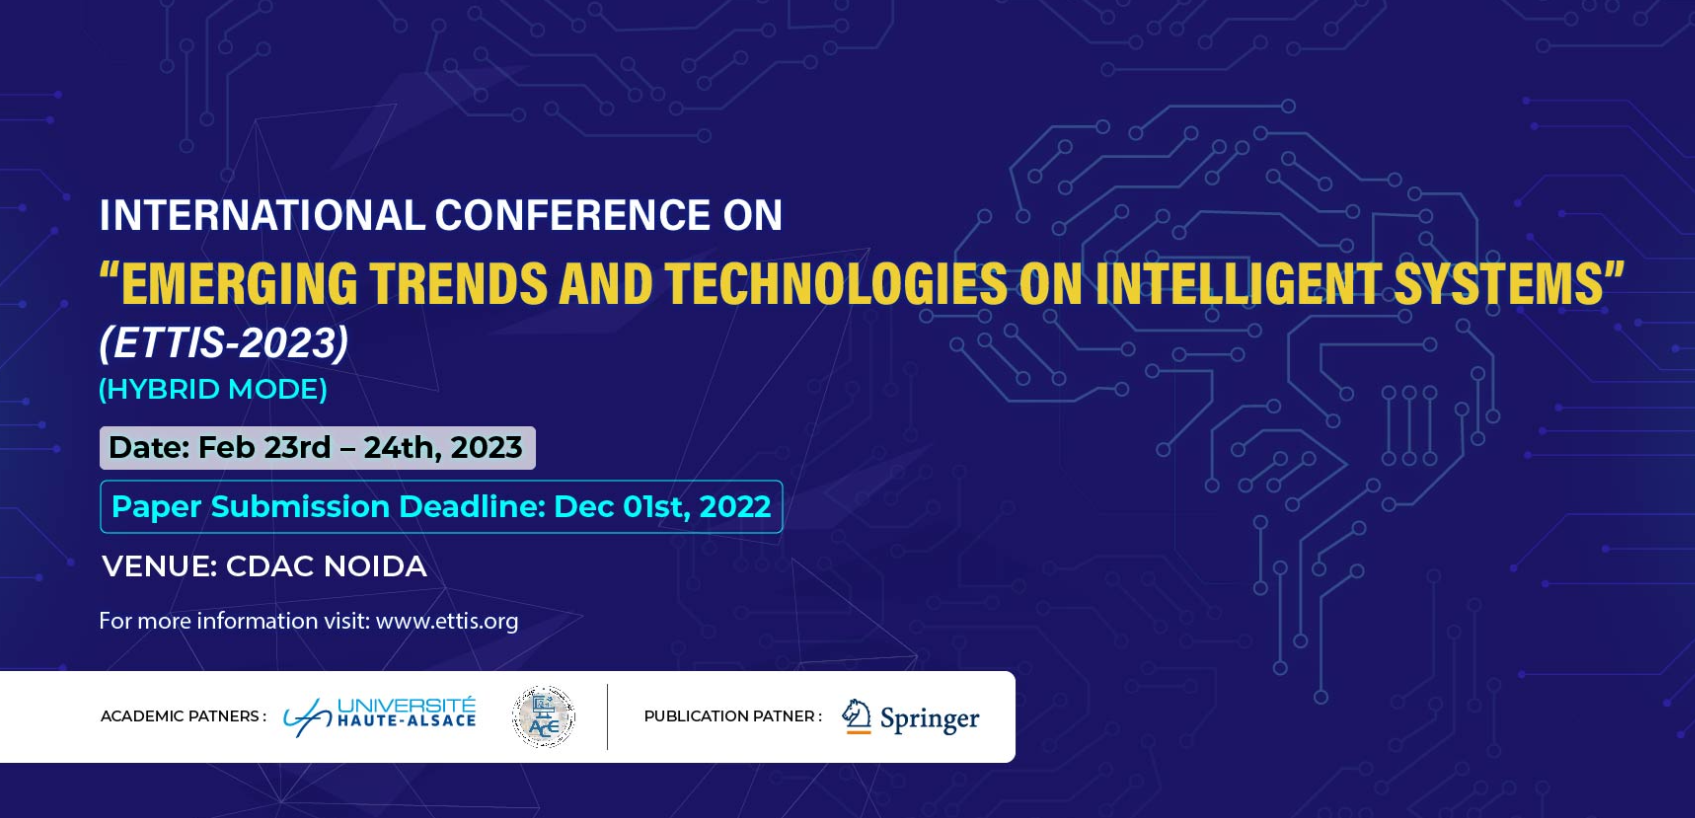 INTERNATIONAL CONFERENCE ON
“EMERGING TRENDS AND TECHNOLOGIES ON INTELLIGENT SYSTEMS”
(ETTIS-2023)
(HYBRID MODE)
Date: Feb 23rd – 24th, 2023
Paper Submission Deadline: Dec 01st, 2022
VENUE: CDAC NOIDA
For more information visit: www.ettis.org
ACADEMIC PATNERS :
UNIVERSITÉ
HAUTE-ALSACE
ACE
PUBLICATION PATNER :
Springer